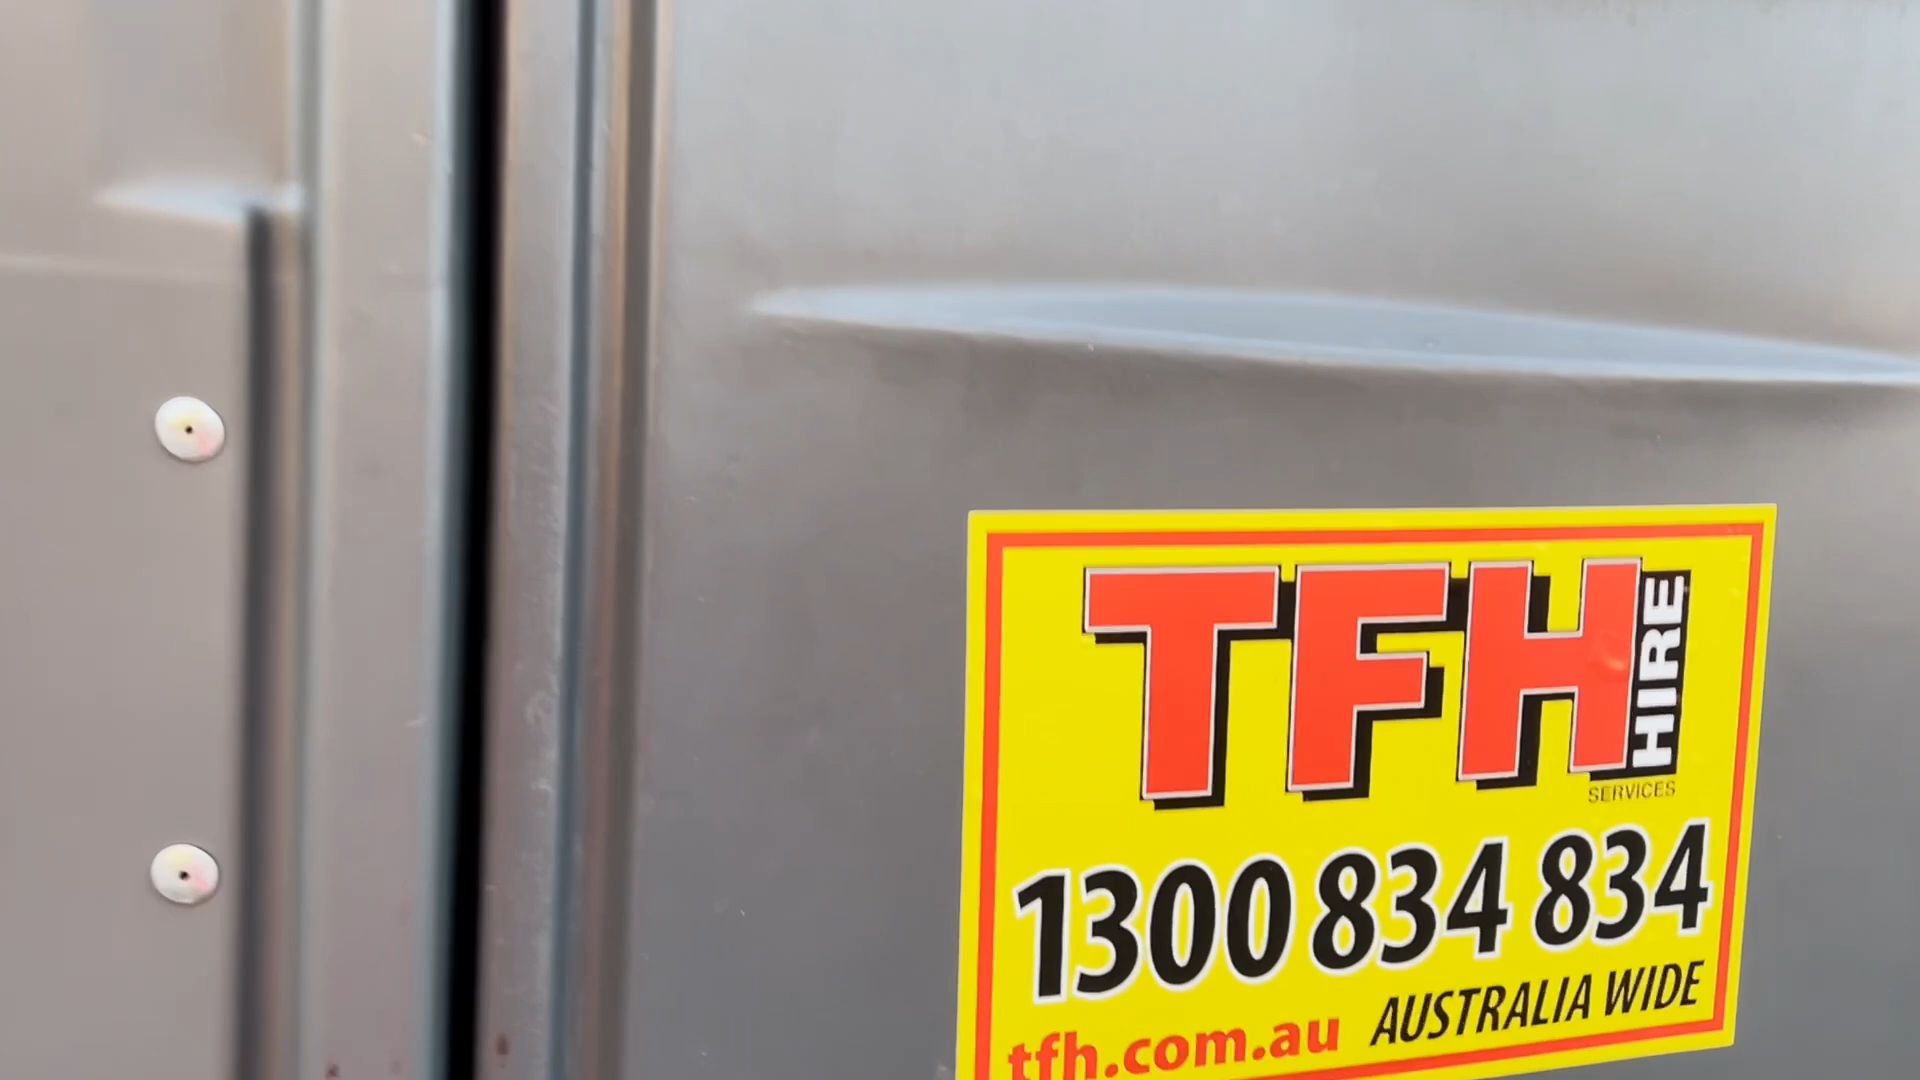 TFH HIRE
SERVICES
1300 834 834
tfh.com.au AUSTRALIA WIDE